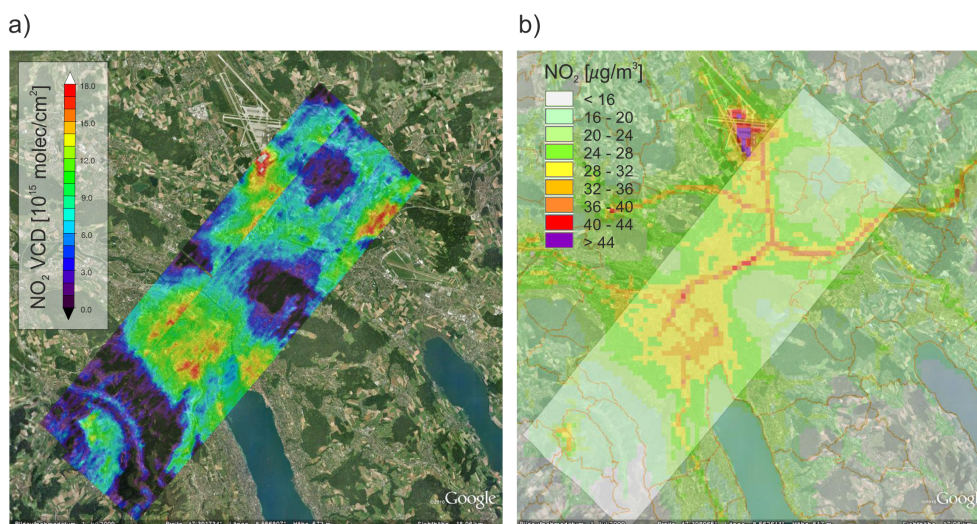 a)
NO₂ VCD [10¹⁵ molec/cm²]
18.0
15.0
12.0
9.0
6.0
3.0
0.0
Google
b)
NO₂ [µg/m³]
< 16
16 - 20
20 - 24
24 - 28
28 - 32
32 - 36
36 - 40
40 - 44
> 44
Google